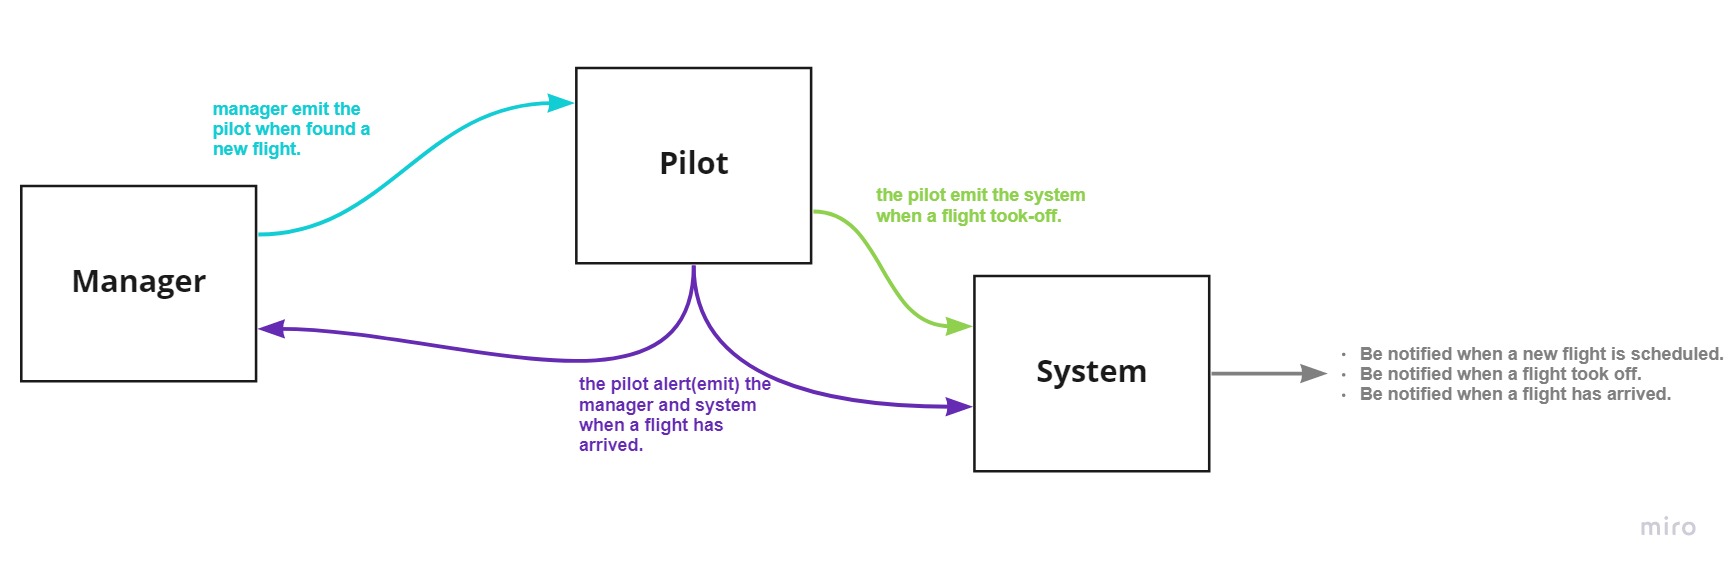 manager emit the
pilot when found a
new flight.
Pilot
the pilot emit the system
when a flight took-off.
Manager
the pilot alert(emit) the
manager and system
when a flight has
arrived.
System
· Be notified when a new flight is scheduled.
· Be notified when a flight took off.
· Be notified when a flight has arrived.
miro